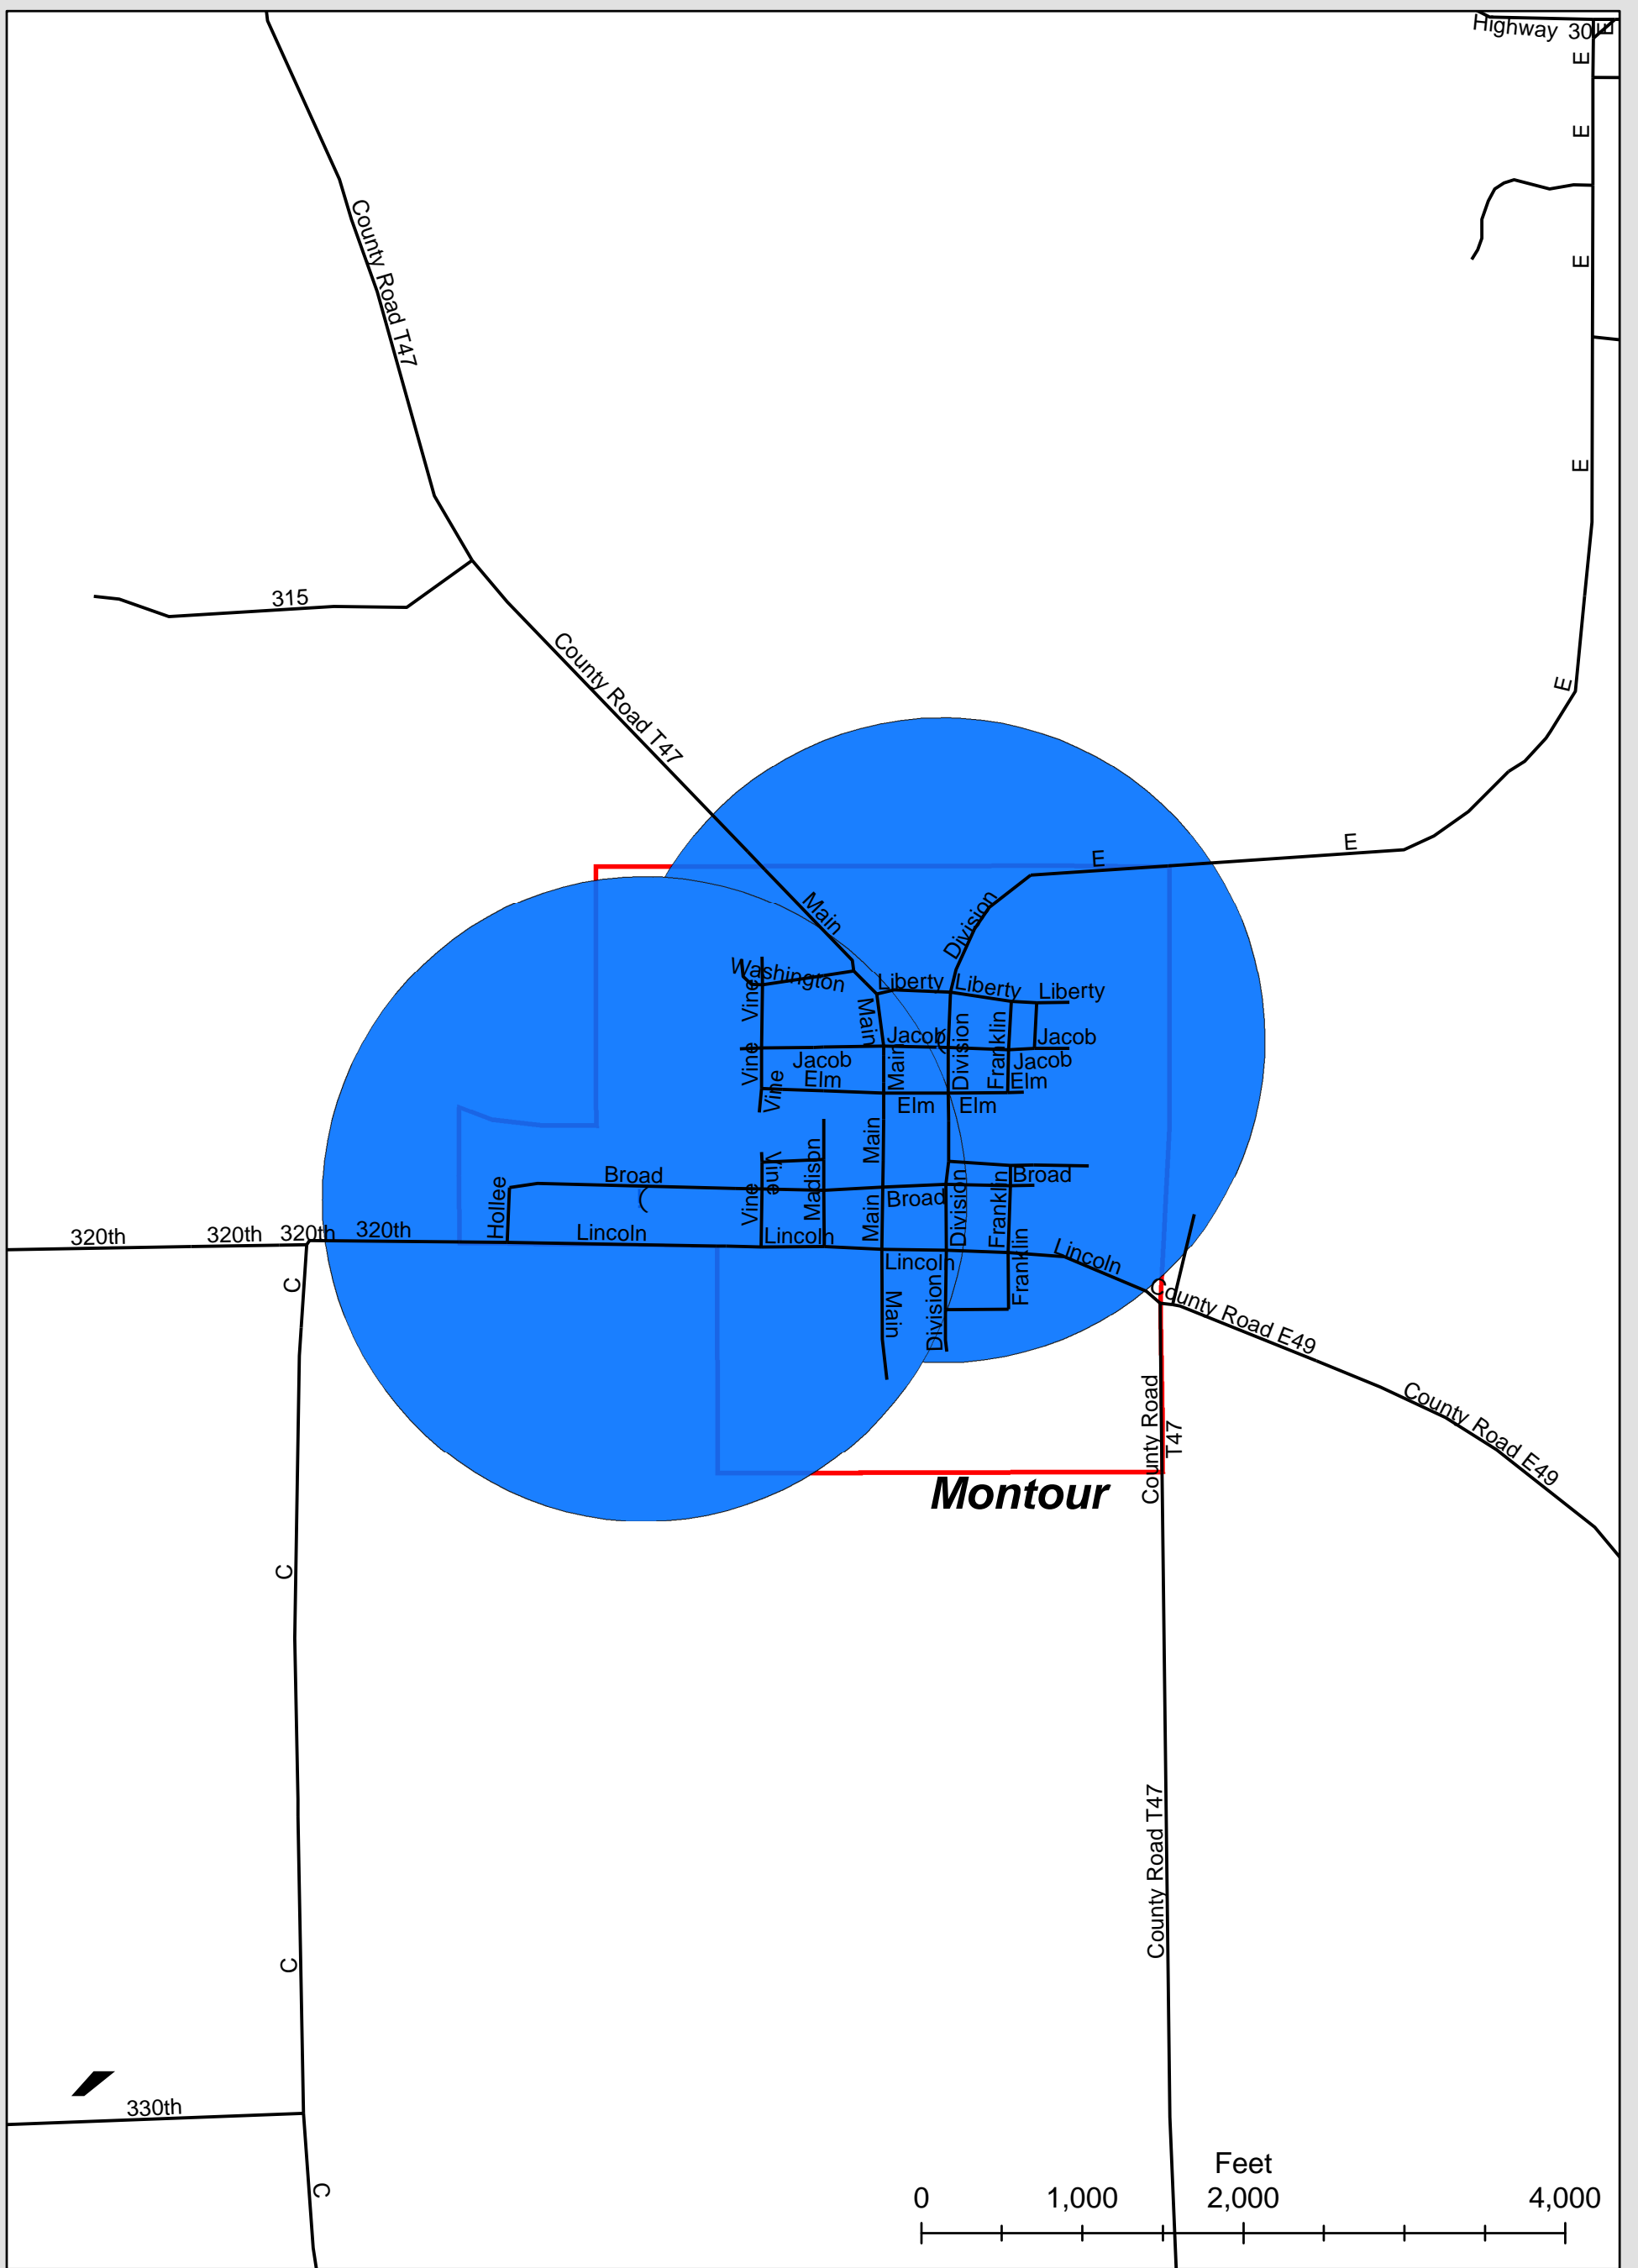 Highway 30
E
E
E
E
County Road T47
E
E
315
County Road T47
E
E
Main
Division
Washington
Liberty
Liberty
Liberty
Vine
Main
Jacob
Division
Franklin
Jacob
Vine
Jacob
Main
Jacob
Elm
Elm
Vine
Elm
Elm
Main
Madison
Vine
Broad
Broad
Hollee
Vine
Main
Broad
Division
Franklin
320th
320th
320th
320th
Lincoln
Lincoln
Lincoln
Lincoln
Franklin
C
Main
Division
County Road E49
County Road
T47
County Road E49
Montour
C
County Road T47
C
330th
C
Feet
0 1,000 2,000 4,000